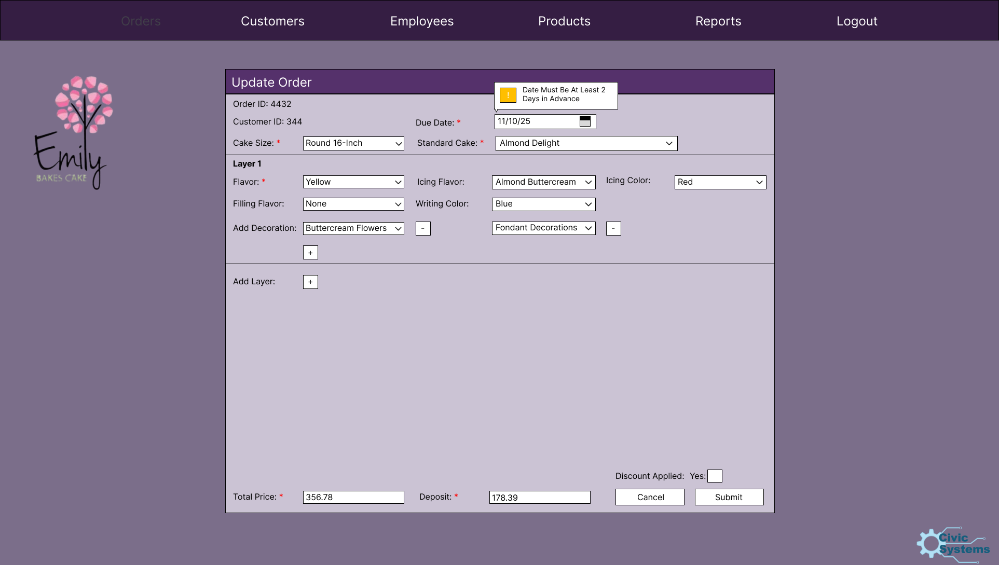 Orders Customers Employees Products Reports Logout
Emily
BAKES CAKE
Update Order
! Date Must Be At Least 2
Days in Advance
Order ID: 4432
Customer ID: 344 Due Date: * 11/10/25
Cake Size: * Round 16-Inch Standard Cake: * Almond Delight
Layer 1
Flavor: * Yellow Icing Flavor: Almond Buttercream Icing Color: Red
Filling Flavor: None Writing Color: Blue
Add Decoration: Buttercream Flowers - Fondant Decorations -
+
Add Layer: +
Discount Applied: Yes:
Total Price: * 356.78 Deposit: * 178.39 Cancel Submit
Civic
Systems